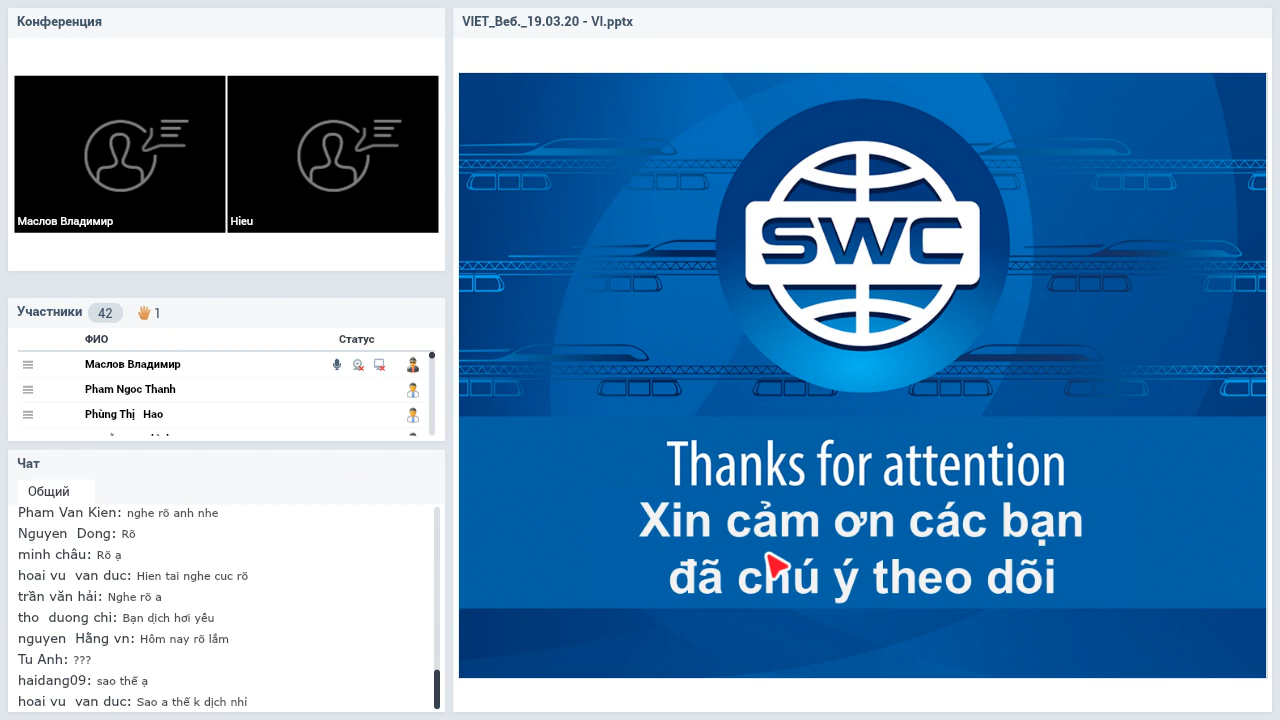 Конференция
Маслов Владимир
Hieu
Участники 42 1
ФИО Статус
Маслов Владимир
Pham Ngoc Thanh
Phùng Thị Hao
Чат
Общий
Pham Van Kien: nghe rõ anh nhe
Nguyen Dong: Rõ
minh châu: Rõ ạ
hoai vu van duc: Hien tai nghe cuc rõ
trần văn hải: Nghe rõ a
tho duong chi: Bạn dịch hơi yếu
nguyen Hằng vn: Hôm nay rõ lắm
Tu Anh: ???
haidang09: sao thế ạ
hoai vu van duc: Sao a thế k dịch nhỉ
VIET_Веб._19.03.20 - VI.pptx
SWC
Thanks for attention
Xin cảm ơn các bạn
đã chú ý theo dõi